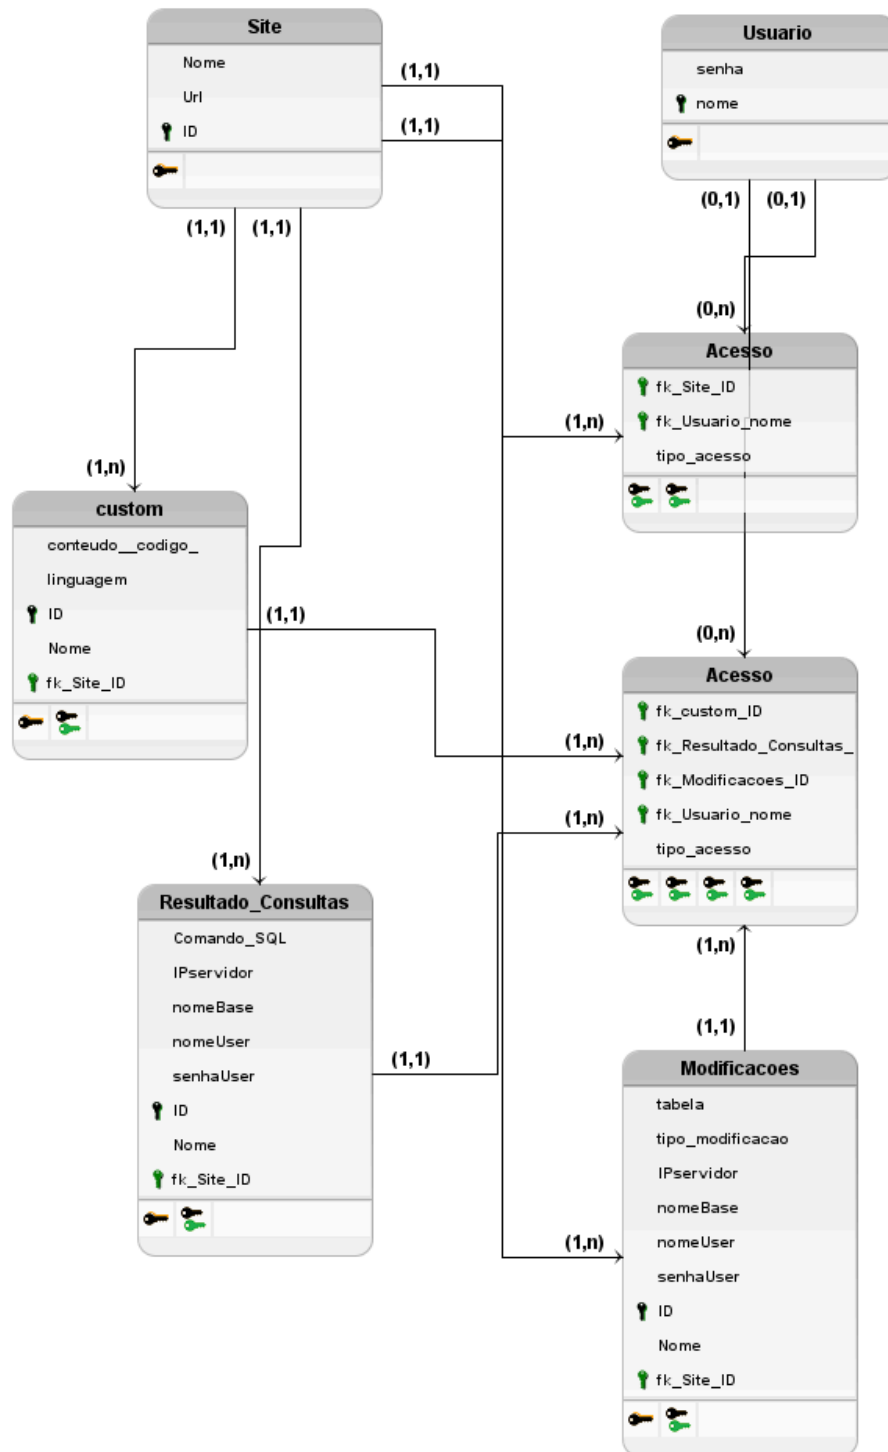 Site
Nome
Url
ID
(1,1)
(1,1)
(1,1)
(1,1)
Usuario
senha
nome
(0,1)
(0,1)
(0,n)
Acesso
fk_Site_ID
fk_Usuario_nome
tipo_acesso
(1,n)
(1,n)
custom
conteudo__codigo_
linguagem
ID
Nome
fk_Site_ID
(1,1)
(0,n)
Acesso
fk_custom_ID
fk_Resultado_Consultas_
fk_Modificacoes_ID
fk_Usuario_nome
tipo_acesso
(1,n)
(1,n)
(1,n)
(1,n)
Resultado_Consultas
Comando_SQL
IPservidor
nomeBase
nomeUser
senhaUser
ID
Nome
fk_Site_ID
(1,1)
(1,1)
Modificacoes
tabela
tipo_modificacao
IPservidor
nomeBase
nomeUser
senhaUser
ID
Nome
fk_Site_ID
(1,n)